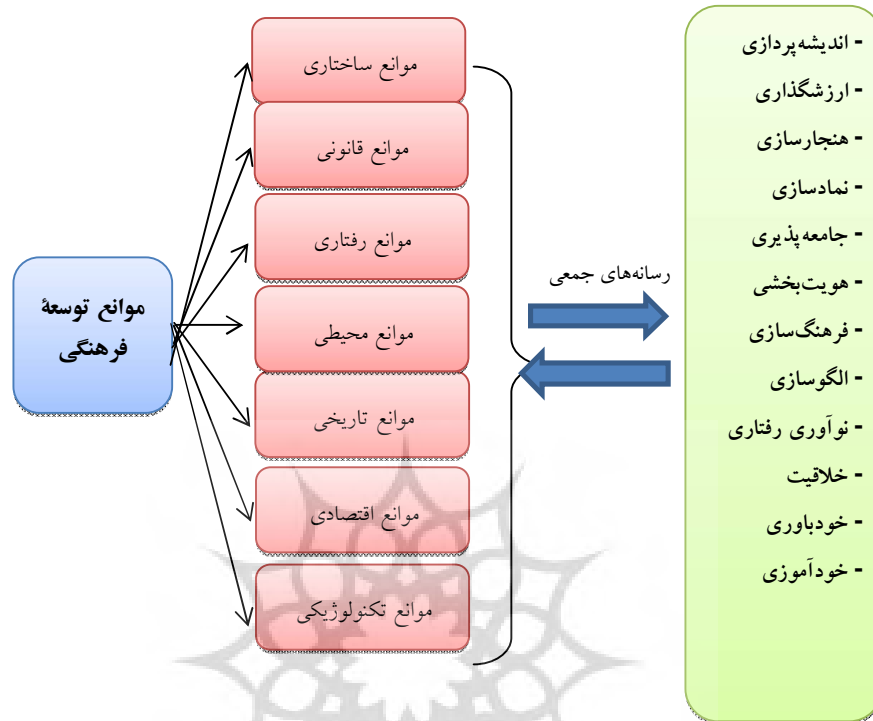 موانع توسعۀ
فرهنگی
موانع ساختاری
موانع قانونی
موانع رفتاری
موانع محیطی
موانع تاریخی
موانع اقتصادی
موانع تکنولوژیکی
رسانه‌های جمعی
- اندیشه‌پردازی
- ارزشگذاری
- هنجارسازی
- نمادسازی
- جامعه‌پذیری
- هویت‌بخشی
- فرهنگ‌سازی
- الگوسازی
- نوآوری رفتاری
- خلاقیت
- خودباوری
- خودآموزی